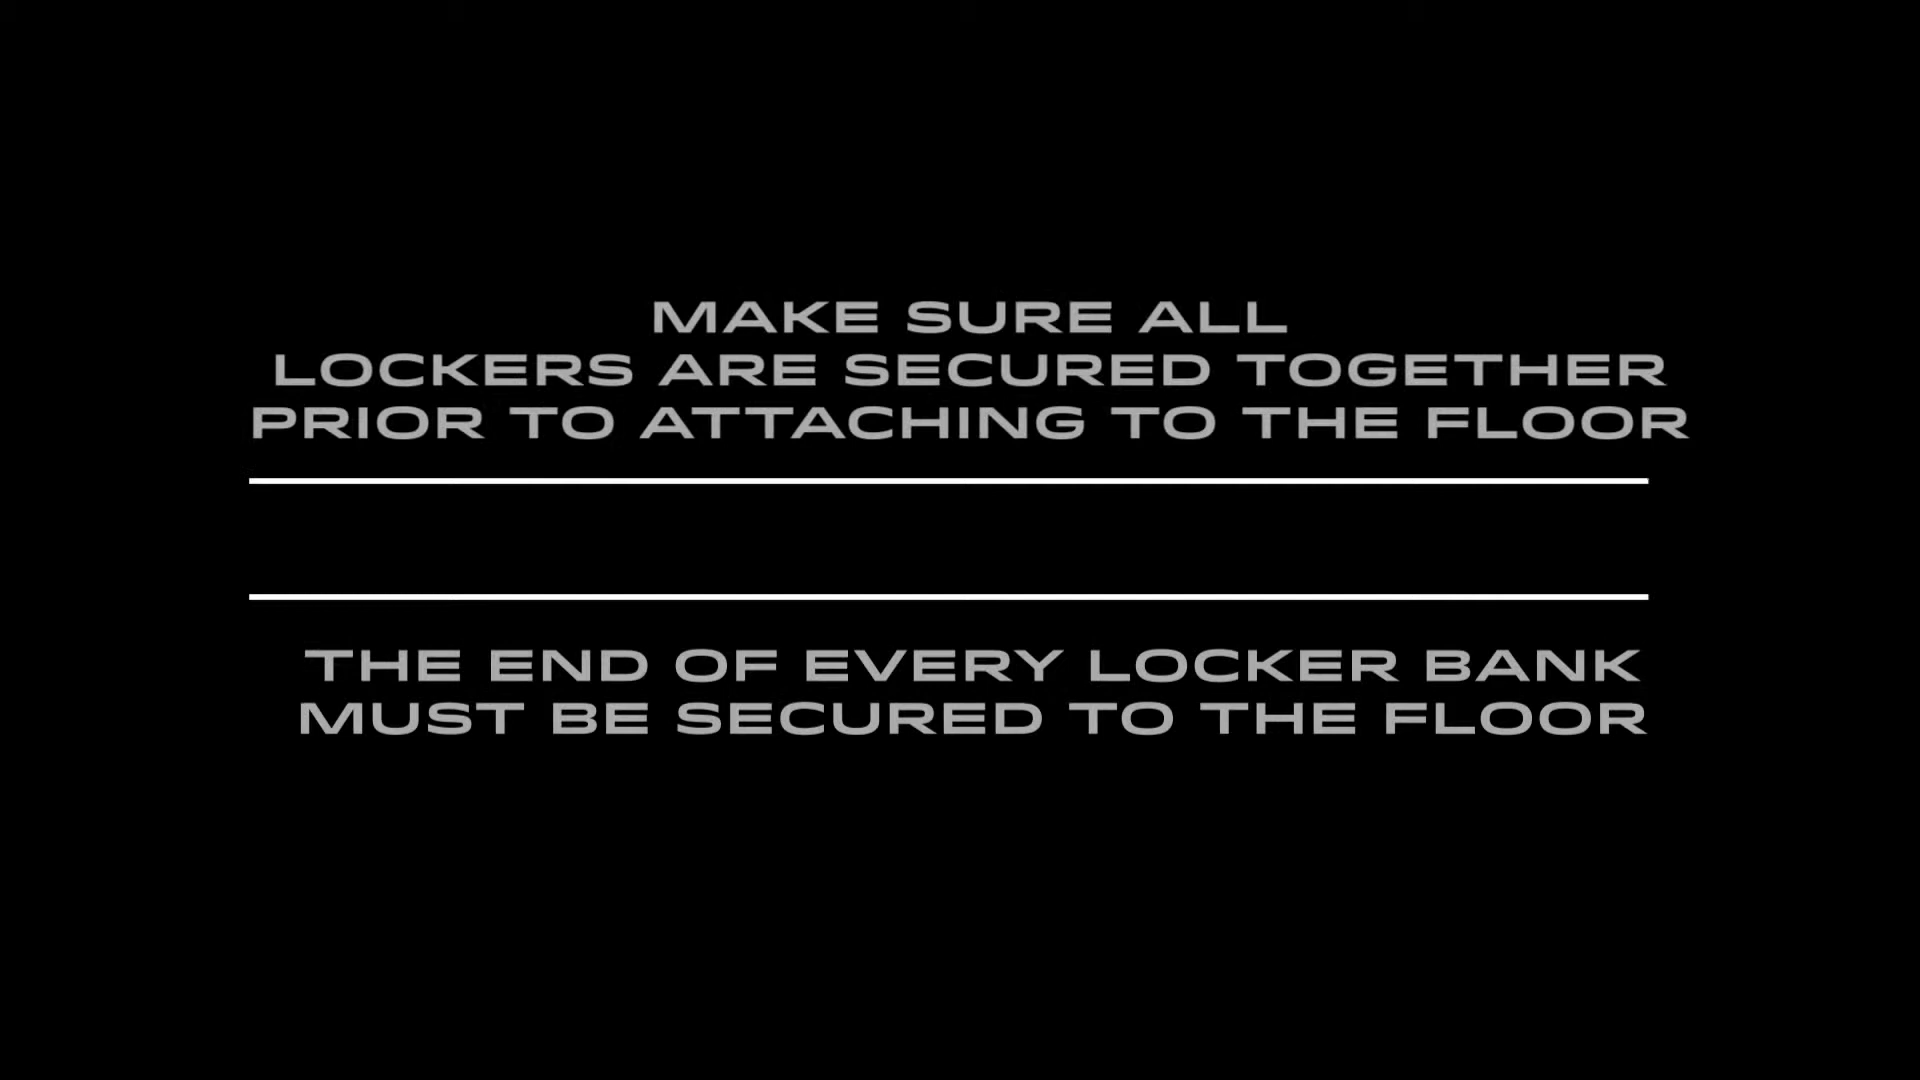 MAKE SURE ALL
LOCKERS ARE SECURED TOGETHER
PRIOR TO ATTACHING TO THE FLOOR
THE END OF EVERY LOCKER BANK
MUST BE SECURED TO THE FLOOR